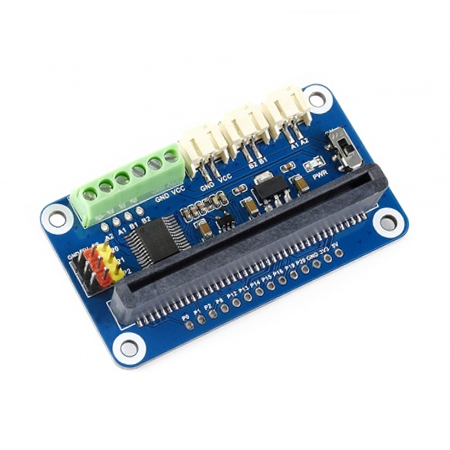 GND VCC
GND VCC
B2 B1
A1 A2
PWR
A2 A1 B1 B2
P0 P1 P2 P8 P12 P13 P14 P15 P16 P19 P20 GND 3V3 5V